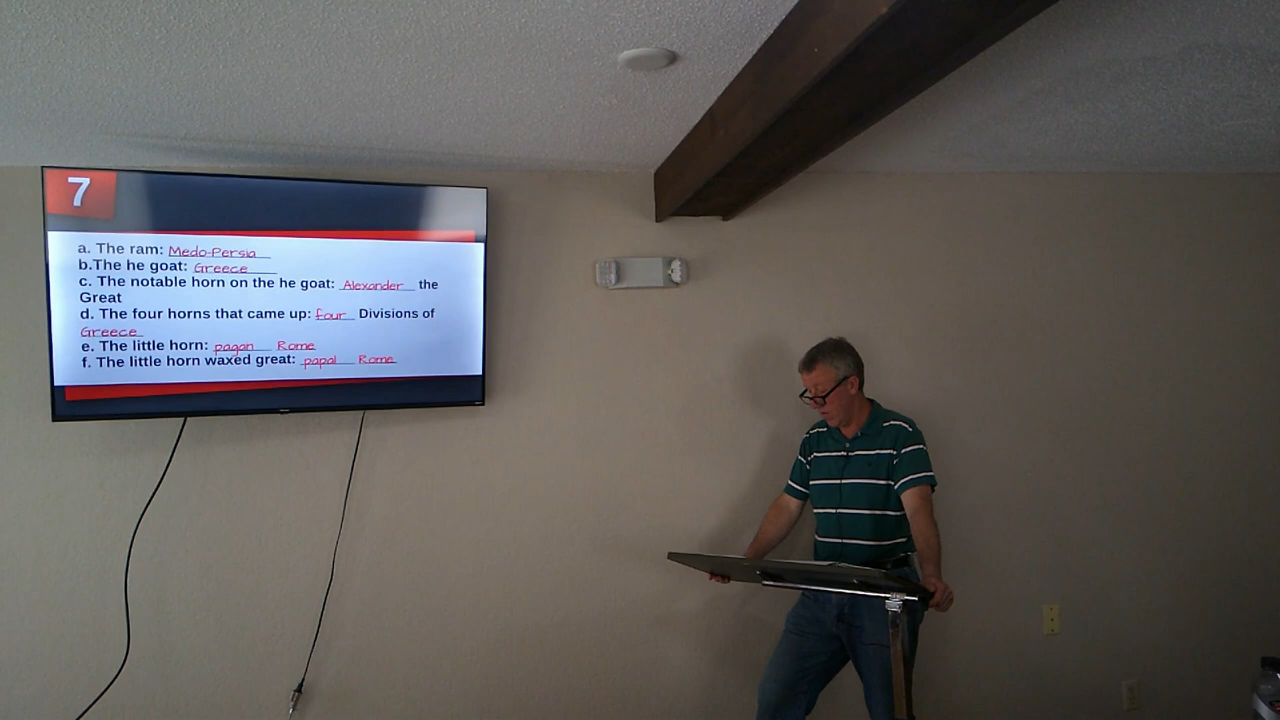 7
a. The ram: Medo-Persia
b.The he goat: Greece
c. The notable horn on the he goat: Alexander the
Great
d. The four horns that came up: four Divisions of
Greece
e. The little horn: pagan Rome
f. The little horn waxed great: papal Rome